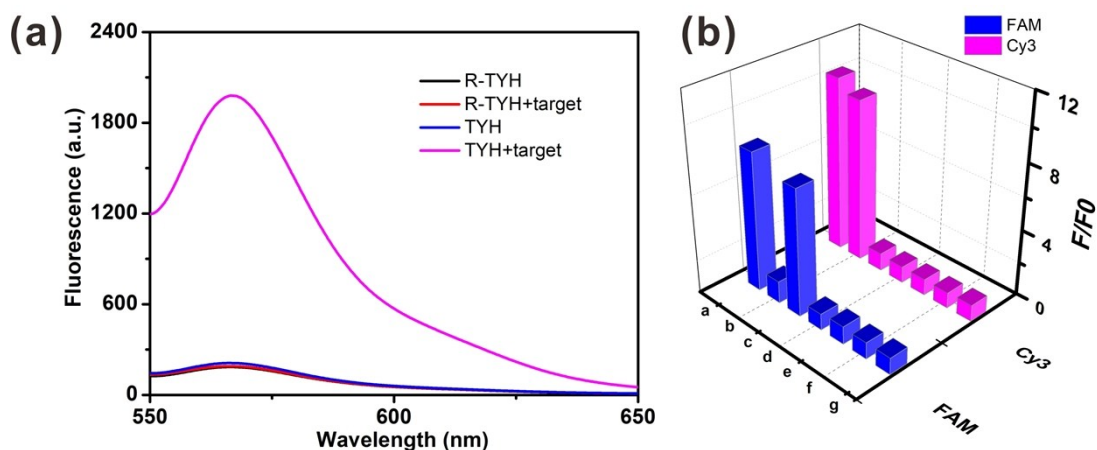 (a)
2400
1800
1200
600
0
Fluorescence (a.u.)
R-TYH
R-TYH+target
TYH
TYH+target
550
600
650
Wavelength (nm)
(b)
FAM
Cy3
12
8
4
0
F/F0
a
b
c
d
e
f
g
FAM
Cy3